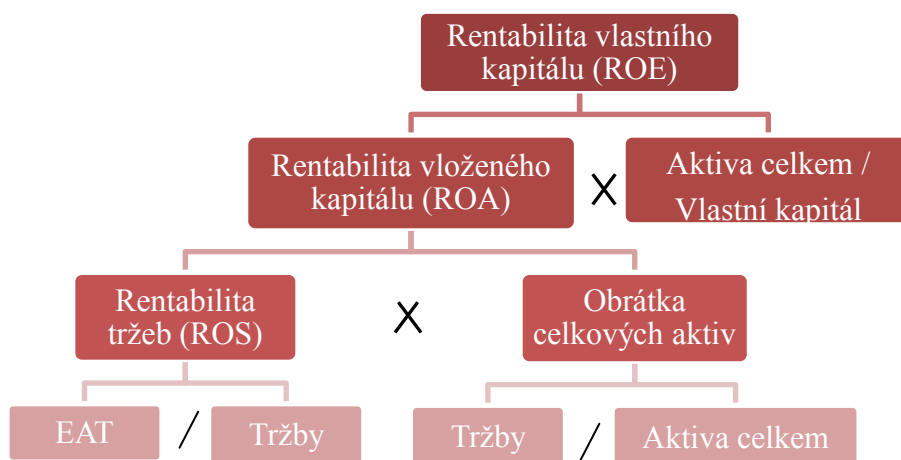 Rentabilita vlastního
kapitálu (ROE)
Rentabilita vloženého
kapitálu (ROA)
X
Aktiva celkem /
Vlastní kapitál
Rentabilita
tržeb (ROS)
X
Obrátka
celkových aktiv
EAT
/
Tržby
Tržby
/
Aktiva celkem